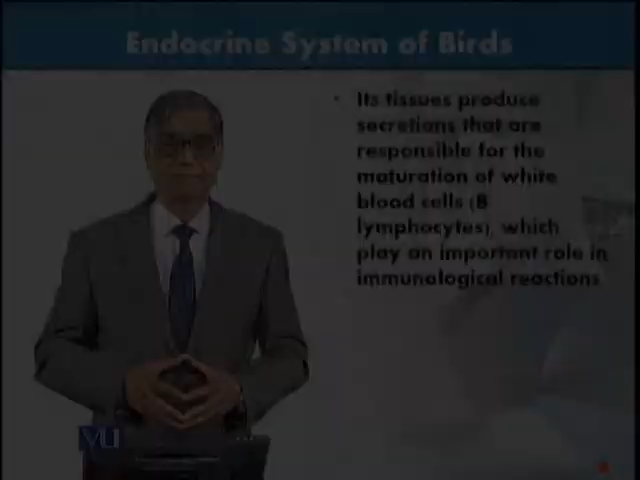 Endocrine System of Birds
• Its tissues produce
secretions that are
responsible for the
maturation of white
blood cells (B
lymphocytes), which
play an important role in
immunological reactions
VU